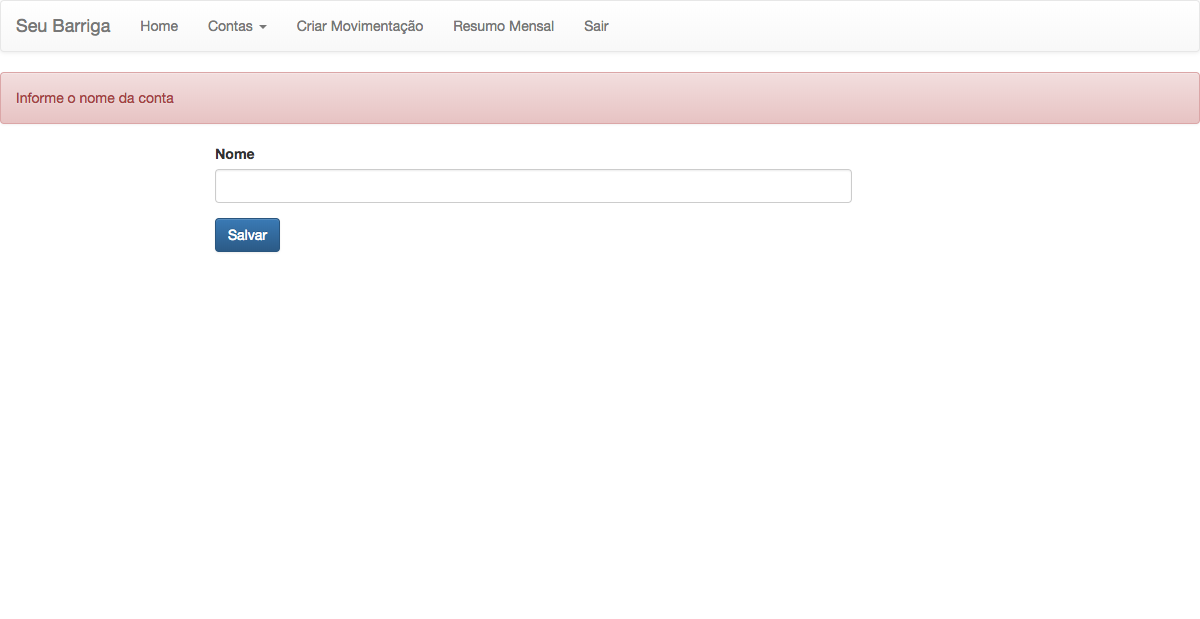 Seu Barriga Home Contas Criar Movimentação Resumo Mensal Sair
Informe o nome da conta
Nome
Salvar